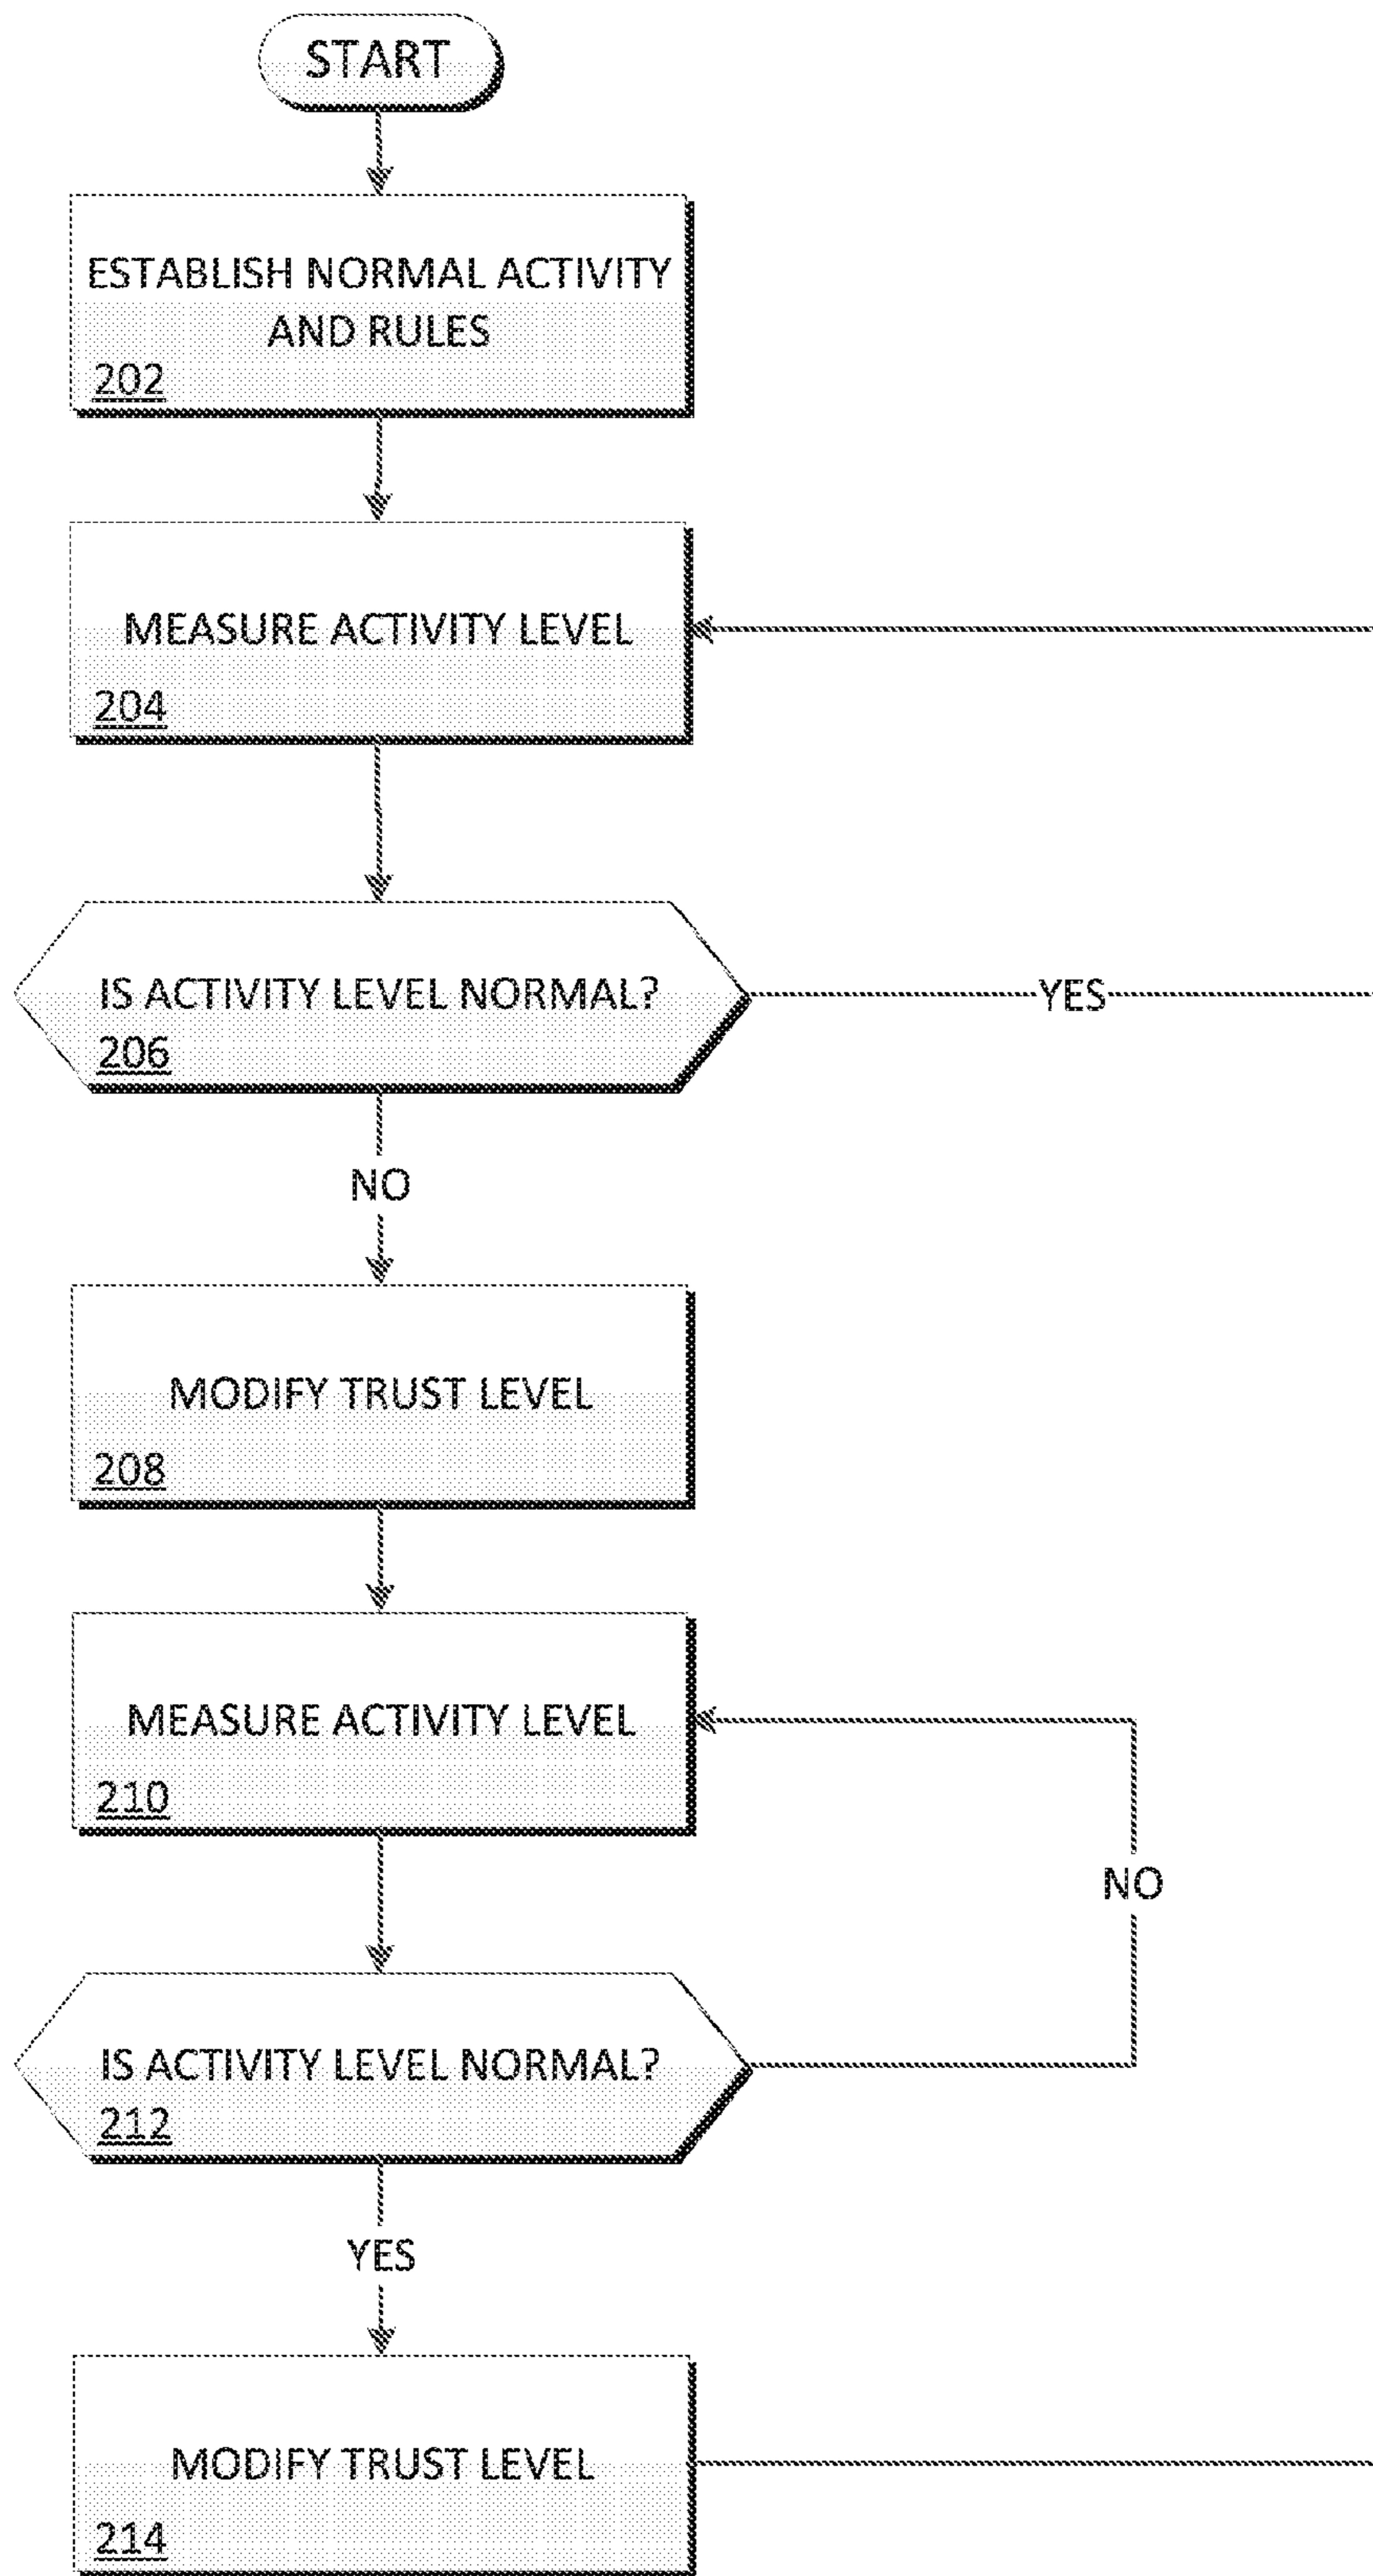 START
ESTABLISH NORMAL ACTIVITY
AND RULES
202
MEASURE ACTIVITY LEVEL
204
IS ACTIVITY LEVEL NORMAL?
206
YES
NO
MODIFY TRUST LEVEL
208
MEASURE ACTIVITY LEVEL
210
NO
IS ACTIVITY LEVEL NORMAL?
212
YES
MODIFY TRUST LEVEL
214